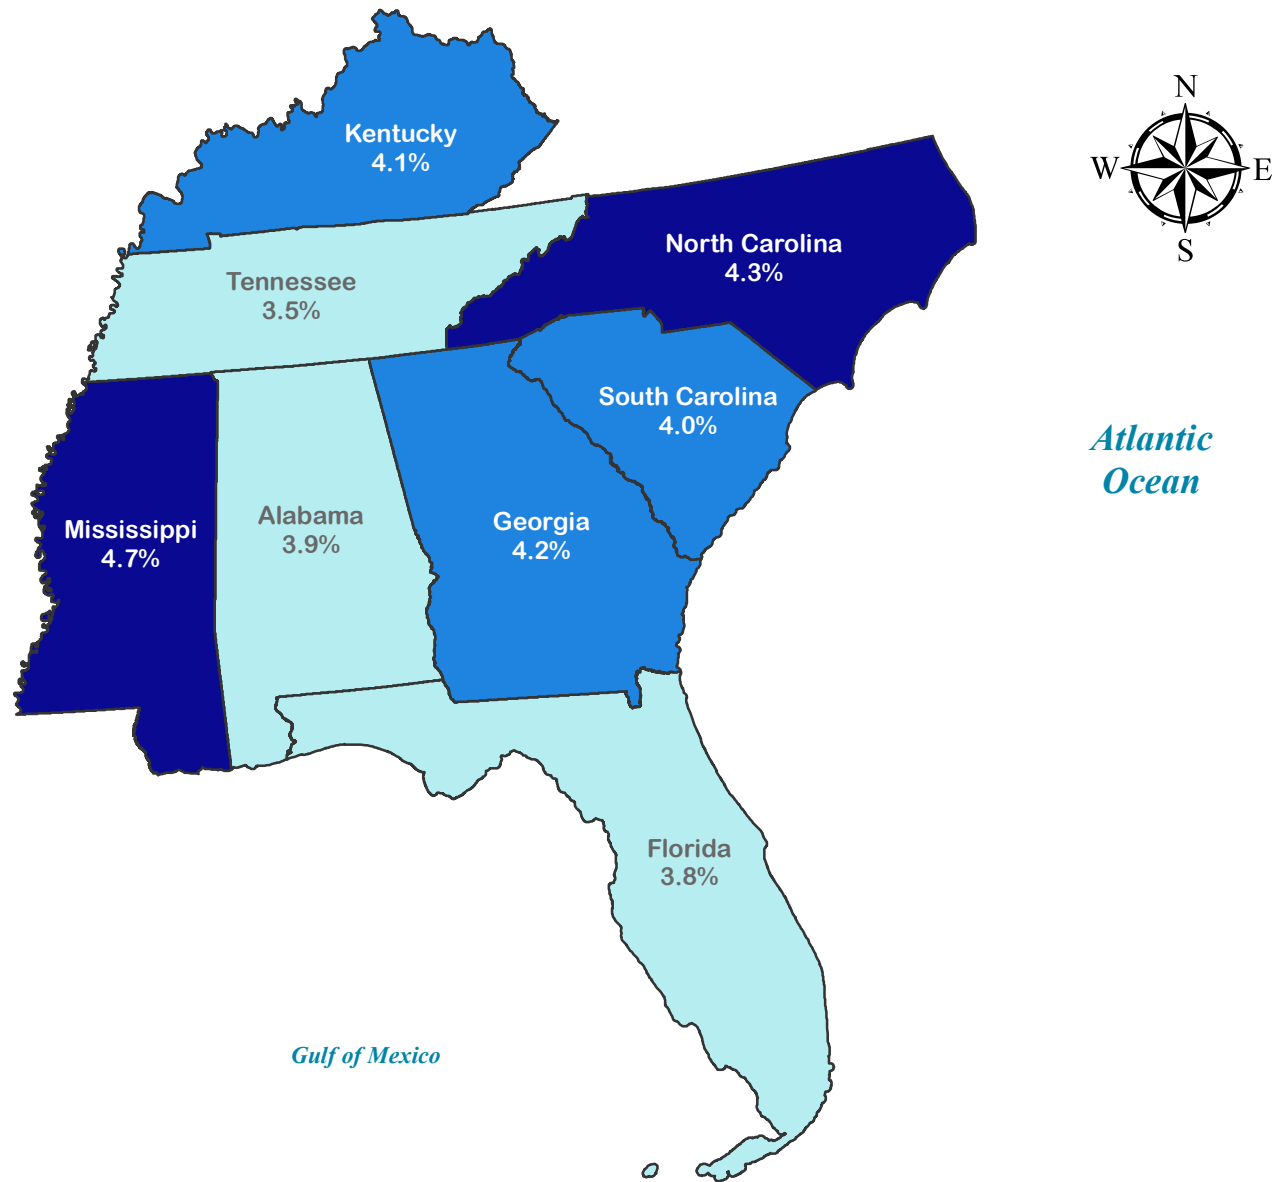 N
Kentucky
4.1%
W
E
North Carolina
4.3%
S
Tennessee
3.5%
South Carolina
4.0%
Atlantic
Ocean
Mississippi
4.7%
Alabama
3.9%
Georgia
4.2%
Florida
3.8%
Gulf of Mexico